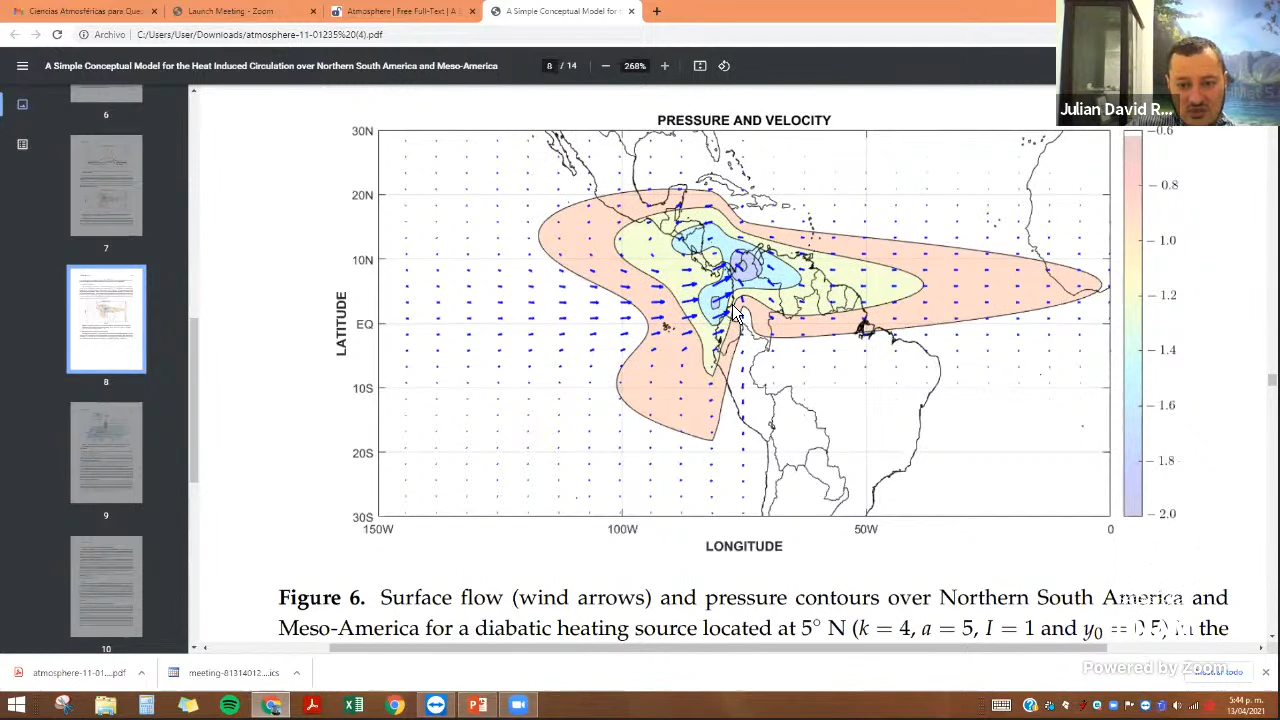 Ciencias Atmosféricas para Que
Launch Meeting - Zoom
Atmosphere | Free Full-Text | A S
A Simple Conceptual Model for
Archivo
C:/Users/User/Downloads/atmosphere-11-01235%20(4).pdf
A Simple Conceptual Model for the Heat Induced Circulation over Northern South America and Meso-America
8 / 14
268%
Julian David R...
6
7
8
9
10
PRESSURE AND VELOCITY
30N
20N
10N
EQ
10S
20S
30S
LATITUDE
150W
100W
50W
0
LONGITUDE
−0.6
−0.8
−1.0
−1.2
−1.4
−1.6
−1.8
−2.0
Figure 6. Surface flow (wind arrows) and pressure contours over Northern South America and
Meso-America for a diabatic heating source located at 5° N (k = 4, a = 5, I = 1 and y0 = 0.5) in the
Powered by Zoom
Mostrar todo
atmosphere-11-01....pdf
meeting-81314012....ics
5:44 p. m.
13/04/2021